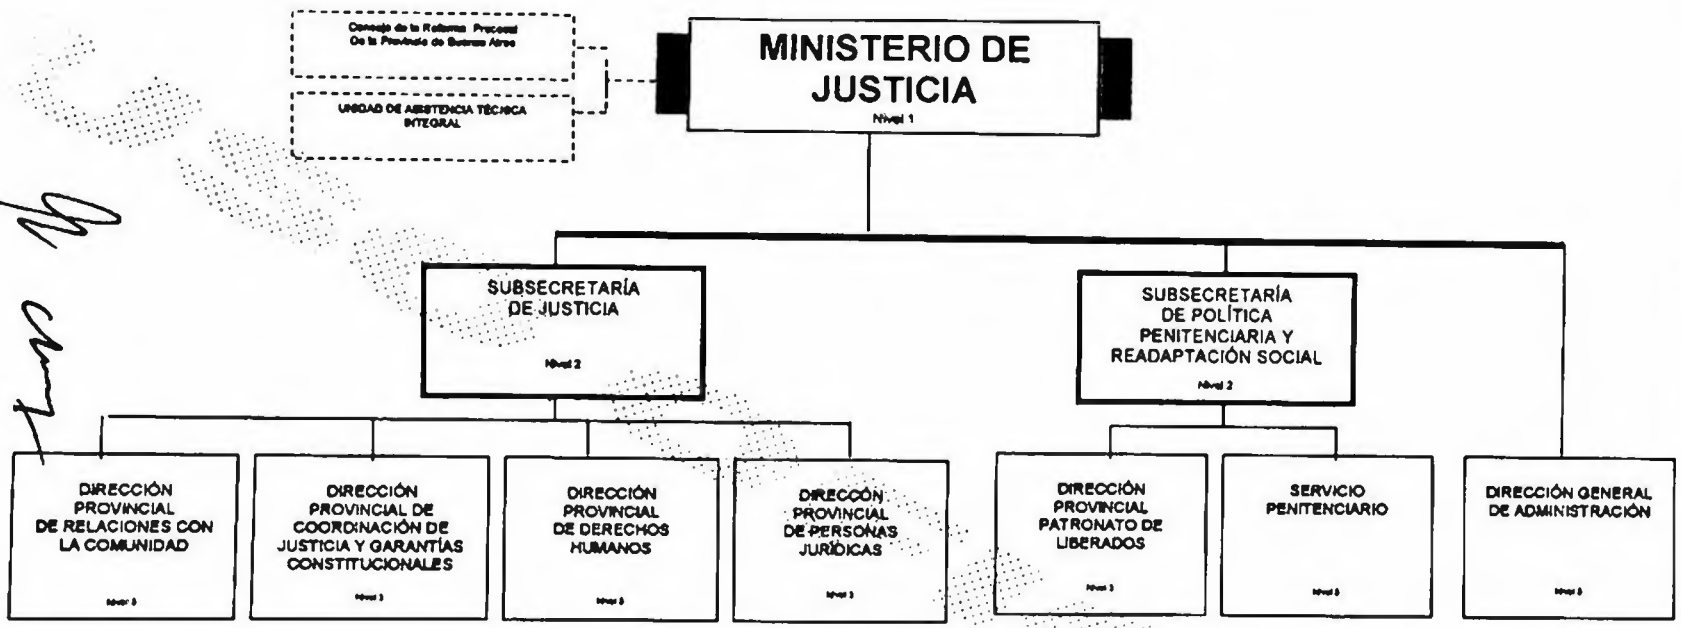 Consejo de la Reforma Procesal
De la Provincia de Buenos Aires
UNIDAD DE ASISTENCIA TÉCNICA
INTEGRAL
MINISTERIO DE
JUSTICIA
Nivel 1
SUBSECRETARÍA
DE JUSTICIA
Nivel 2
SUBSECRETARÍA
DE POLÍTICA
PENITENCIARIA Y
READAPTACIÓN SOCIAL
Nivel 2
DIRECCIÓN
PROVINCIAL
DE RELACIONES CON
LA COMUNIDAD
Nivel 3
DIRECCIÓN
PROVINCIAL DE
COORDINACIÓN DE
JUSTICIA Y GARANTÍAS
CONSTITUCIONALES
Nivel 3
DIRECCIÓN
PROVINCIAL
DE DERECHOS
HUMANOS
Nivel 3
DIRECCÓN
PROVINCIAL
DE PERSONAS
JURÍDICAS
Nivel 3
DIRECCIÓN
PROVINCIAL
PATRONATO DE
LIBERADOS
Nivel 3
SERVICIO
PENITENCIARIO
Nivel 3
DIRECCIÓN GENERAL
DE ADMINISTRACIÓN
Nivel 3